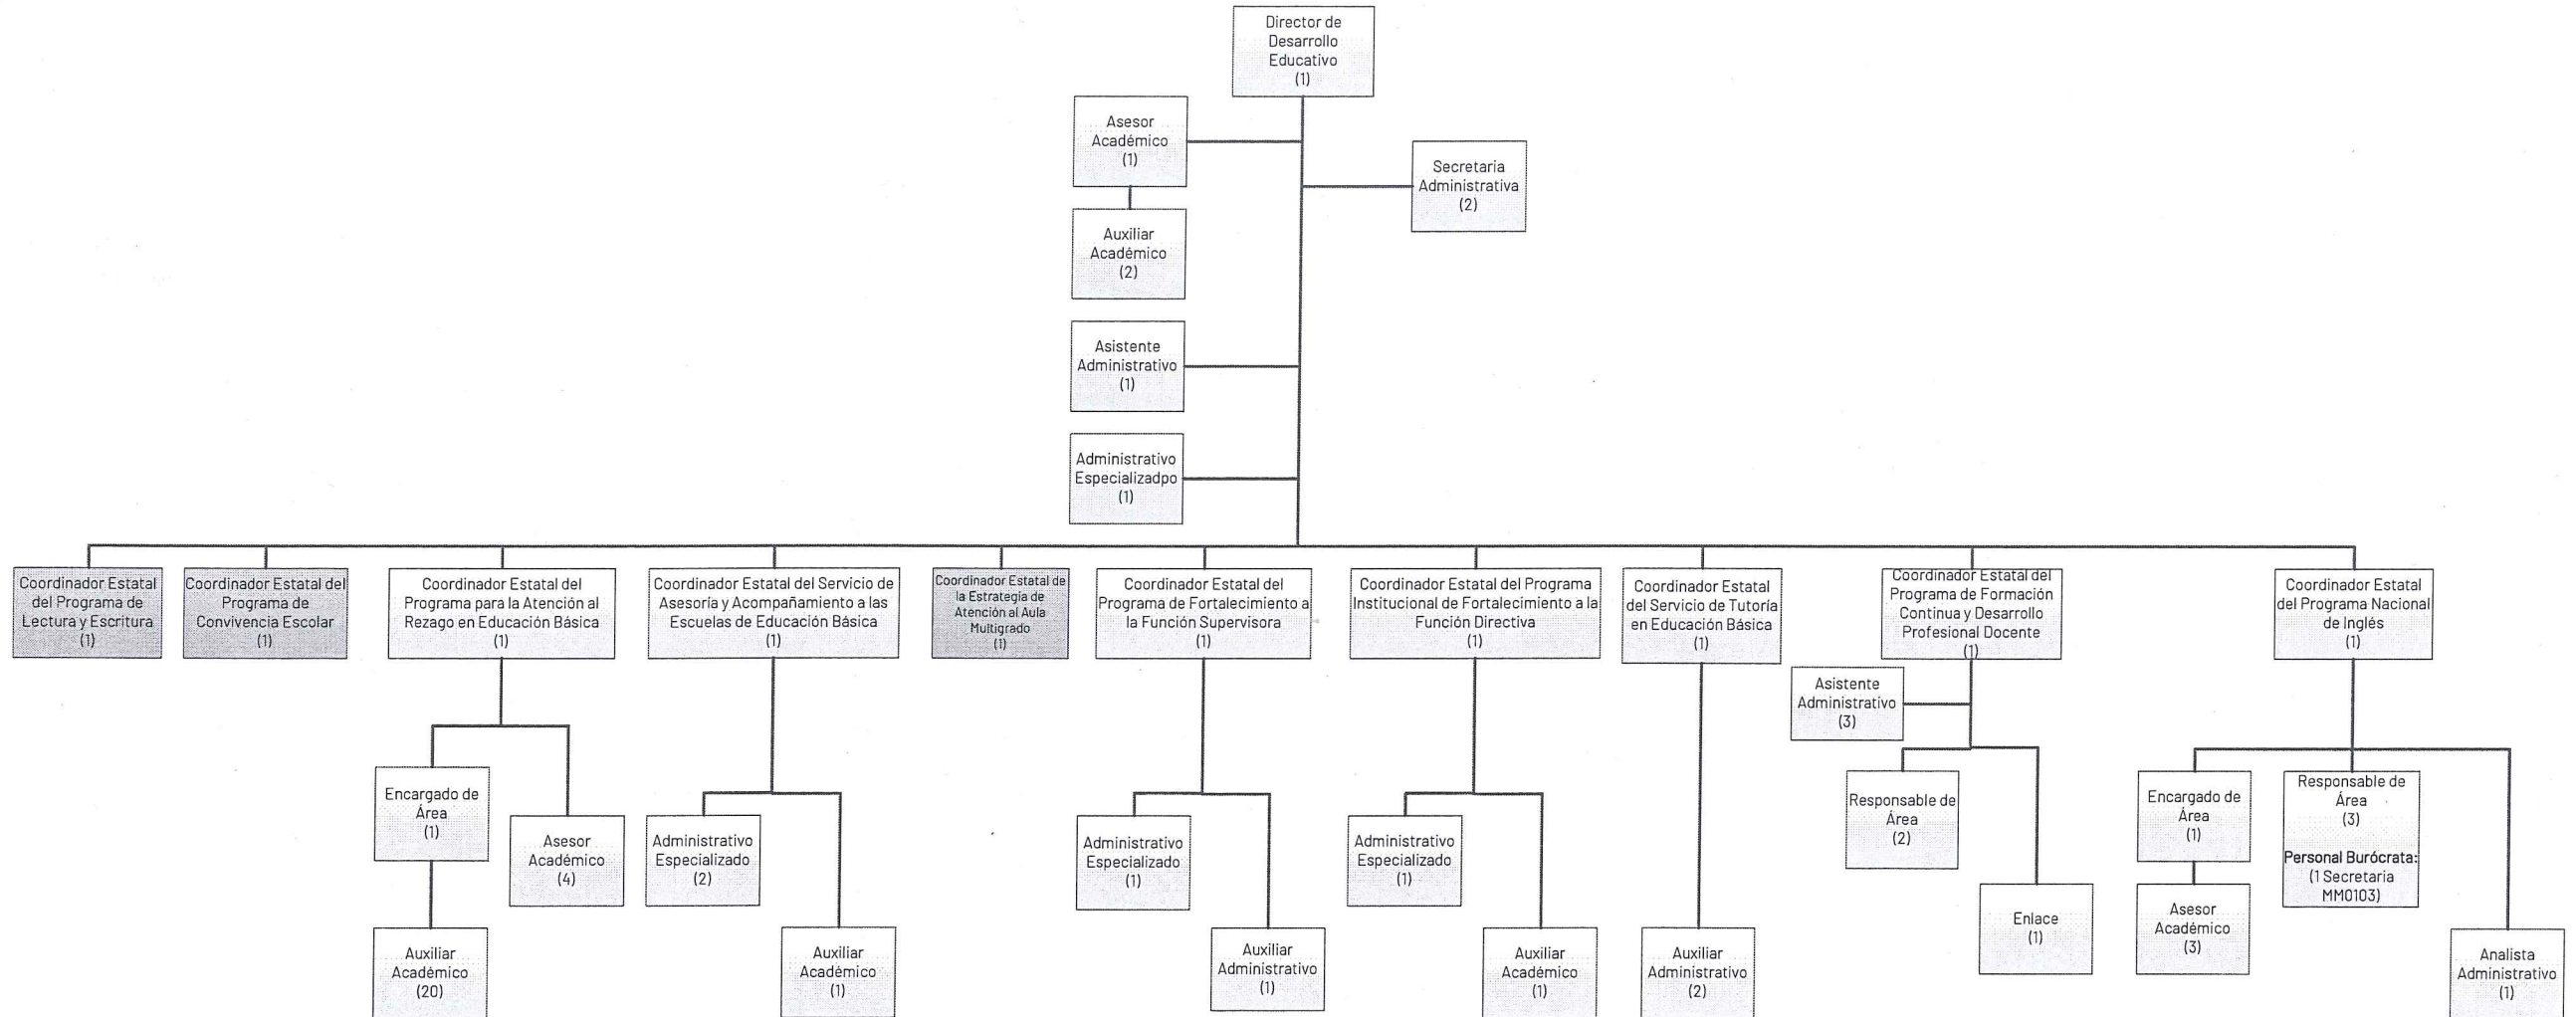 Director de
Desarrollo
Educativo
(1)
Asesor
Académico
(1)
Secretaria
Administrativa
(2)
Auxiliar
Académico
(2)
Asistente
Administrativo
(1)
Administrativo
Especializadpo
(1)
Coordinador Estatal
del Programa de
Lectura y Escritura
(1)
Coordinador Estatal del
Programa de
Convivencia Escolar
(1)
Coordinador Estatal del
Programa para la Atención al
Rezago en Educación Básica
(1)
Coordinador Estatal del Servicio de
Asesoría y Acompañamiento a las
Escuelas de Educación Básica
(1)
Coordinador Estatal de
la Estrategia de
Atención al Aula
Multigrado
(1)
Coordinador Estatal del
Programa de Fortalecimiento a
la Función Supervisora
(1)
Coordinador Estatal del Programa
Institucional de Fortalecimiento a la
Función Directiva
(1)
Coordinador Estatal
del Servicio de Tutoría
en Educación Básica
(1)
Coordinador Estatal del
Programa de Formación
Continua y Desarrollo
Profesional Docente
(1)
Coordinador Estatal
del Programa Nacional
de Inglés
(1)
Asistente
Administrativo
(3)
Encargado de
Área
(1)
Asesor
Académico
(4)
Auxiliar
Académico
(20)
Administrativo
Especializado
(2)
Auxiliar
Académico
(1)
Administrativo
Especializado
(1)
Auxiliar
Administrativo
(1)
Administrativo
Especializado
(1)
Auxiliar
Académico
(1)
Auxiliar
Administrativo
(2)
Responsable de
Área
(2)
Enlace
(1)
Encargado de
Área
(1)
Asesor
Académico
(3)
Responsable de
Área
(3)
Personal Burócrata:
(1 Secretaria
MM0103)
Analista
Administrativo
(1)